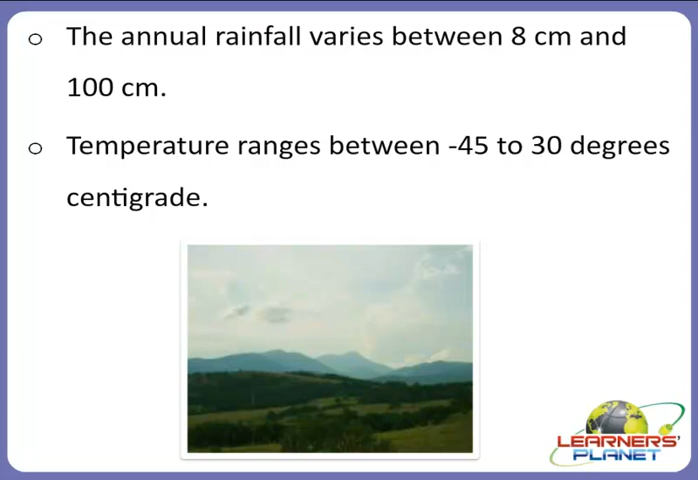 o The annual rainfall varies between 8 cm and
100 cm.
o Temperature ranges between -45 to 30 degrees
centigrade.
LEARNERS'
PLANET